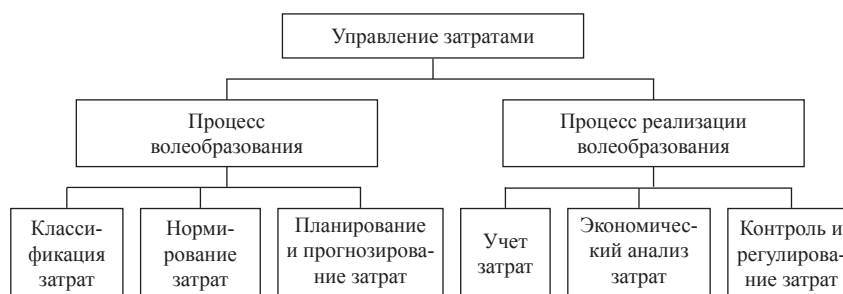 Управление затратами
Процесс
волеобразования
Процесс реализации
волеобразования
Класси-
фикация
затрат
Норми-
рование
затрат
Планирование
и прогнозирова-
ние затрат
Учет
затрат
Экономичес-
кий анализ
затрат
Контроль и
регулирова-
ние затрат